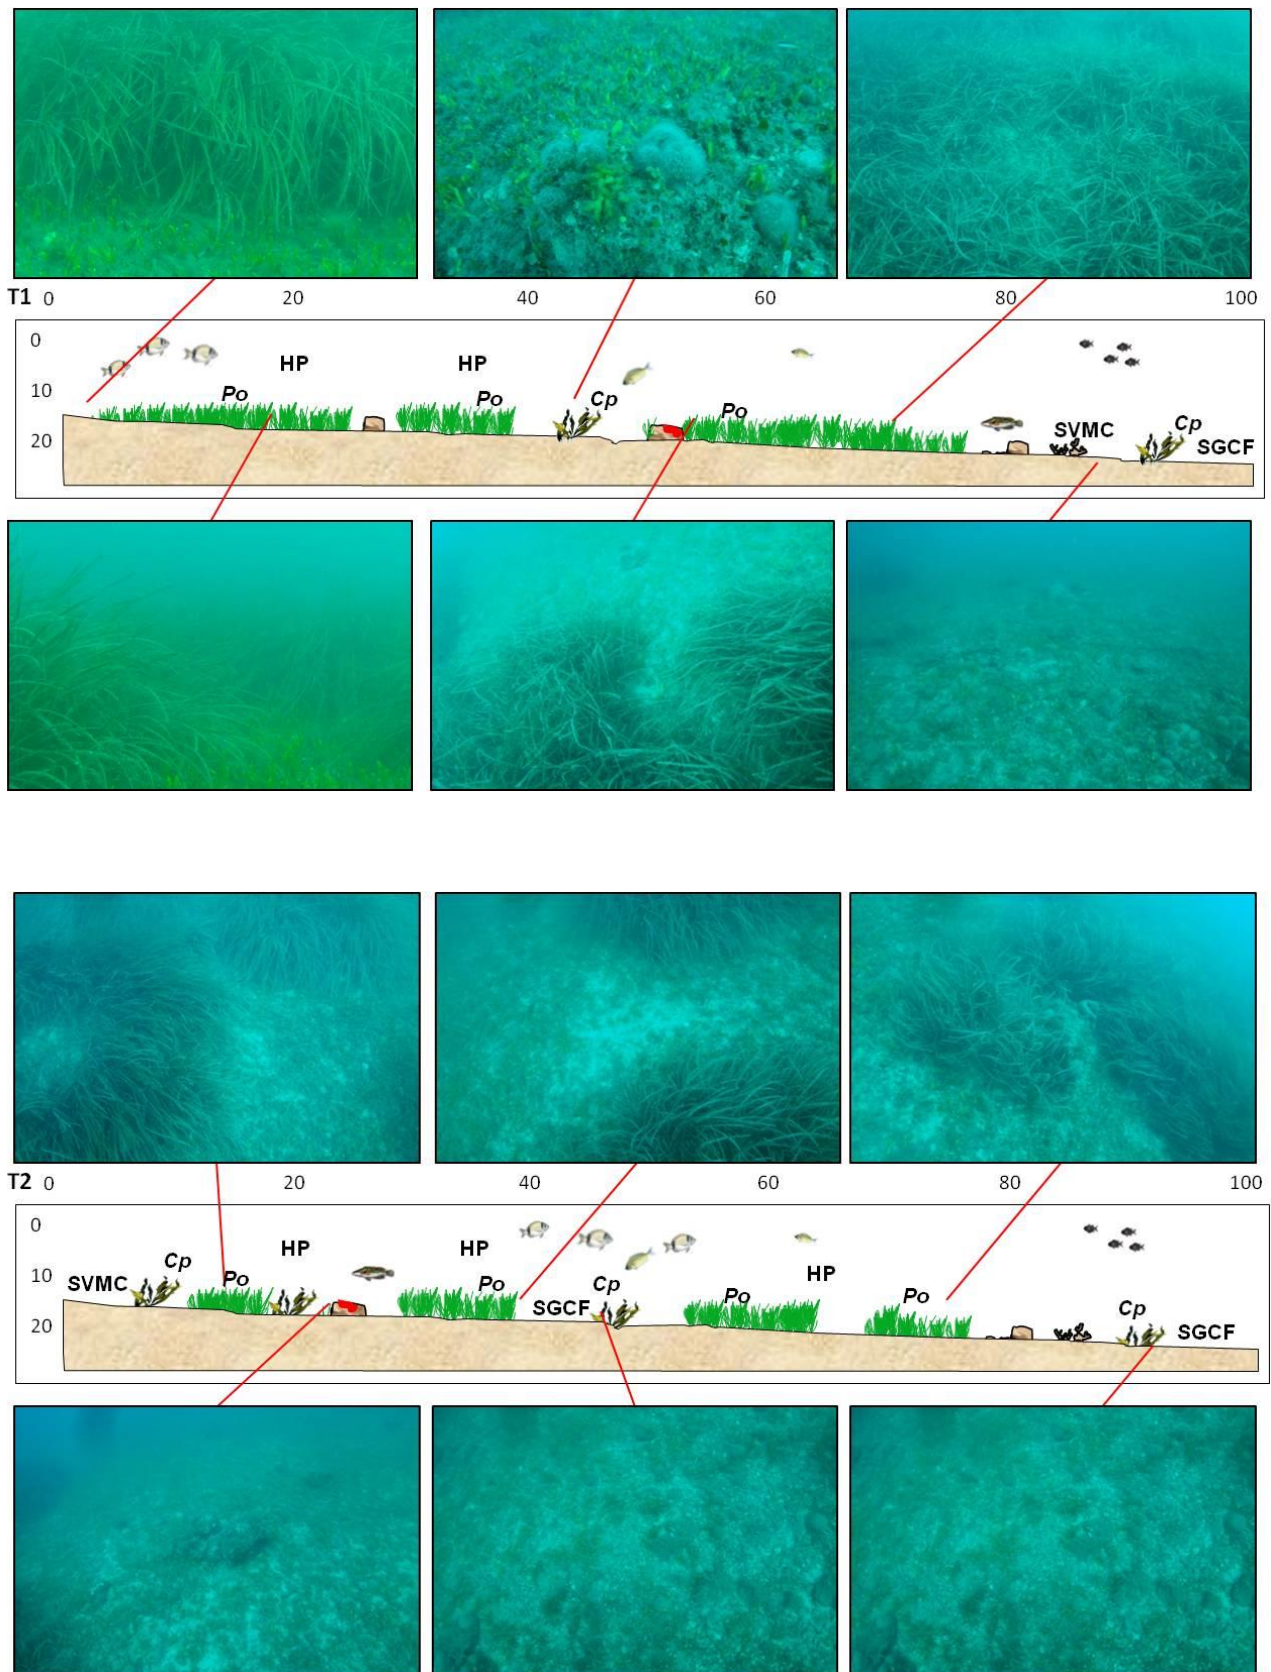 T1 0 20 40 60 80 100
0
HP HP
10
Po Po Cp Po Cp
20 SVMC SGCF
T2 0 20 40 60 80 100
0
Cp HP HP HP
10
SVMC Po Po Cp Po Po Cp
SGCF SGCF
20